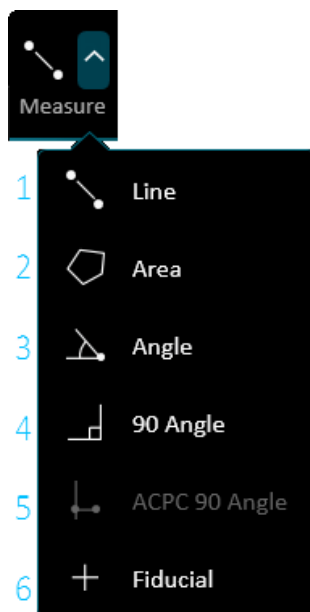 Measure
1 Line
2 Area
3 Angle
4 90 Angle
5 ACPC 90 Angle
6 Fiducial